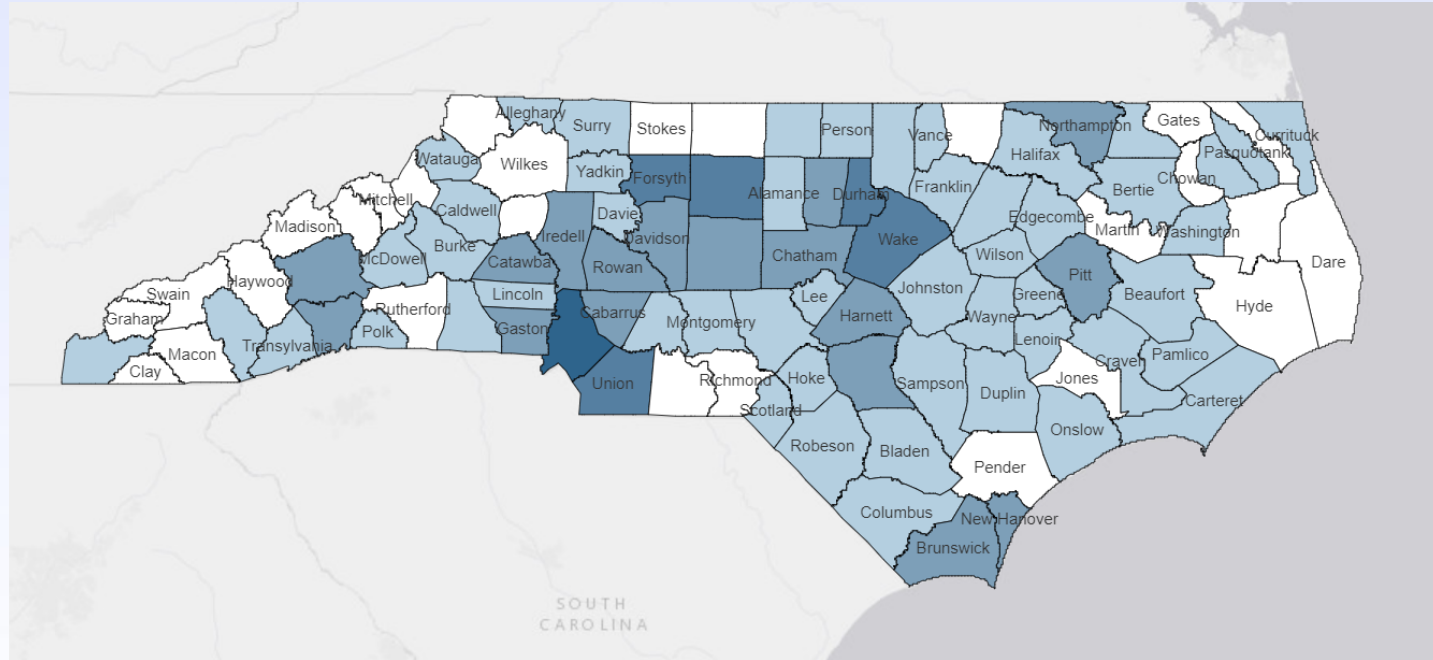 Alleghany
Surry
Stokes
Person
Vance
Northampton
Gates
Currituck
Watauga
Wilkes
Yadkin
Forsyth
Alamance
Durham
Franklin
Halifax
Pasquotank
Chowan
Bertie
Mitchell
Madison
Caldwell
Davie
Iredell
Davidson
Edgecombe
Martin
Washington
Burke
McDowell
Catawba
Rowan
Chatham
Wake
Wilson
Dare
Haywood
Swain
Lincoln
Lee
Johnston
Greene
Pitt
Beaufort
Hyde
Graham
Rutherford
Polk
Gaston
Cabarrus
Montgomery
Harnett
Wayne
Lenoir
Craven
Pamlico
Transylvania
Macon
Clay
Union
Richmond
Hoke
Sampson
Duplin
Jones
Carteret
Scotland
Robeson
Bladen
Onslow
Pender
Columbus
New Hanover
Brunswick
SOUTH
CAROLINA